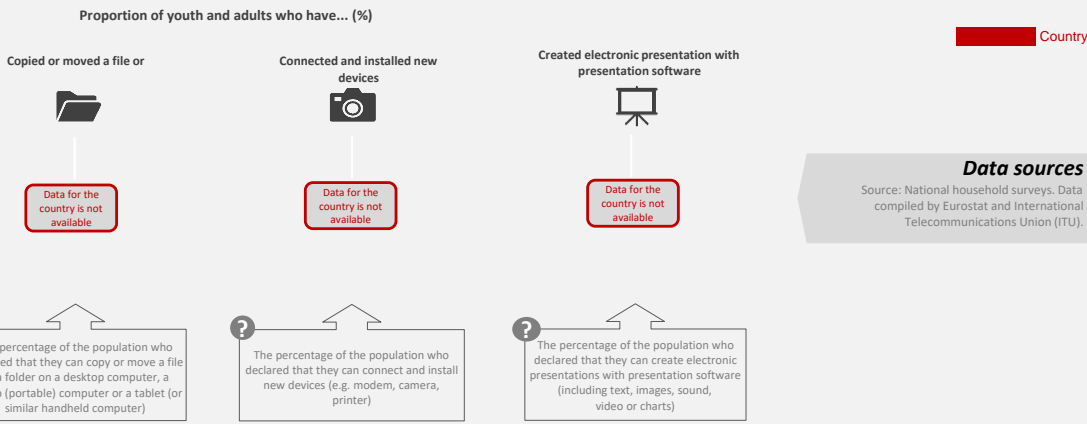 Proportion of youth and adults who have... (%)
Country
Copied or moved a file or
Connected and installed new
devices
Created electronic presentation with
presentation software
Data for the
country is not
available
Data for the
country is not
available
Data for the
country is not
available
Data sources
Source: National household surveys. Data
compiled by Eurostat and International
Telecommunications Union (ITU).
percentage of the population who
ed that they can copy or move a file
folder on a desktop computer, a
(portable) computer or a tablet (or
similar handheld computer)
?
The percentage of the population who
declared that they can connect and install
new devices (e.g. modem, camera,
printer)
?
The percentage of the population who
declared that they can create electronic
presentations with presentation software
(including text, images, sound,
video or charts)